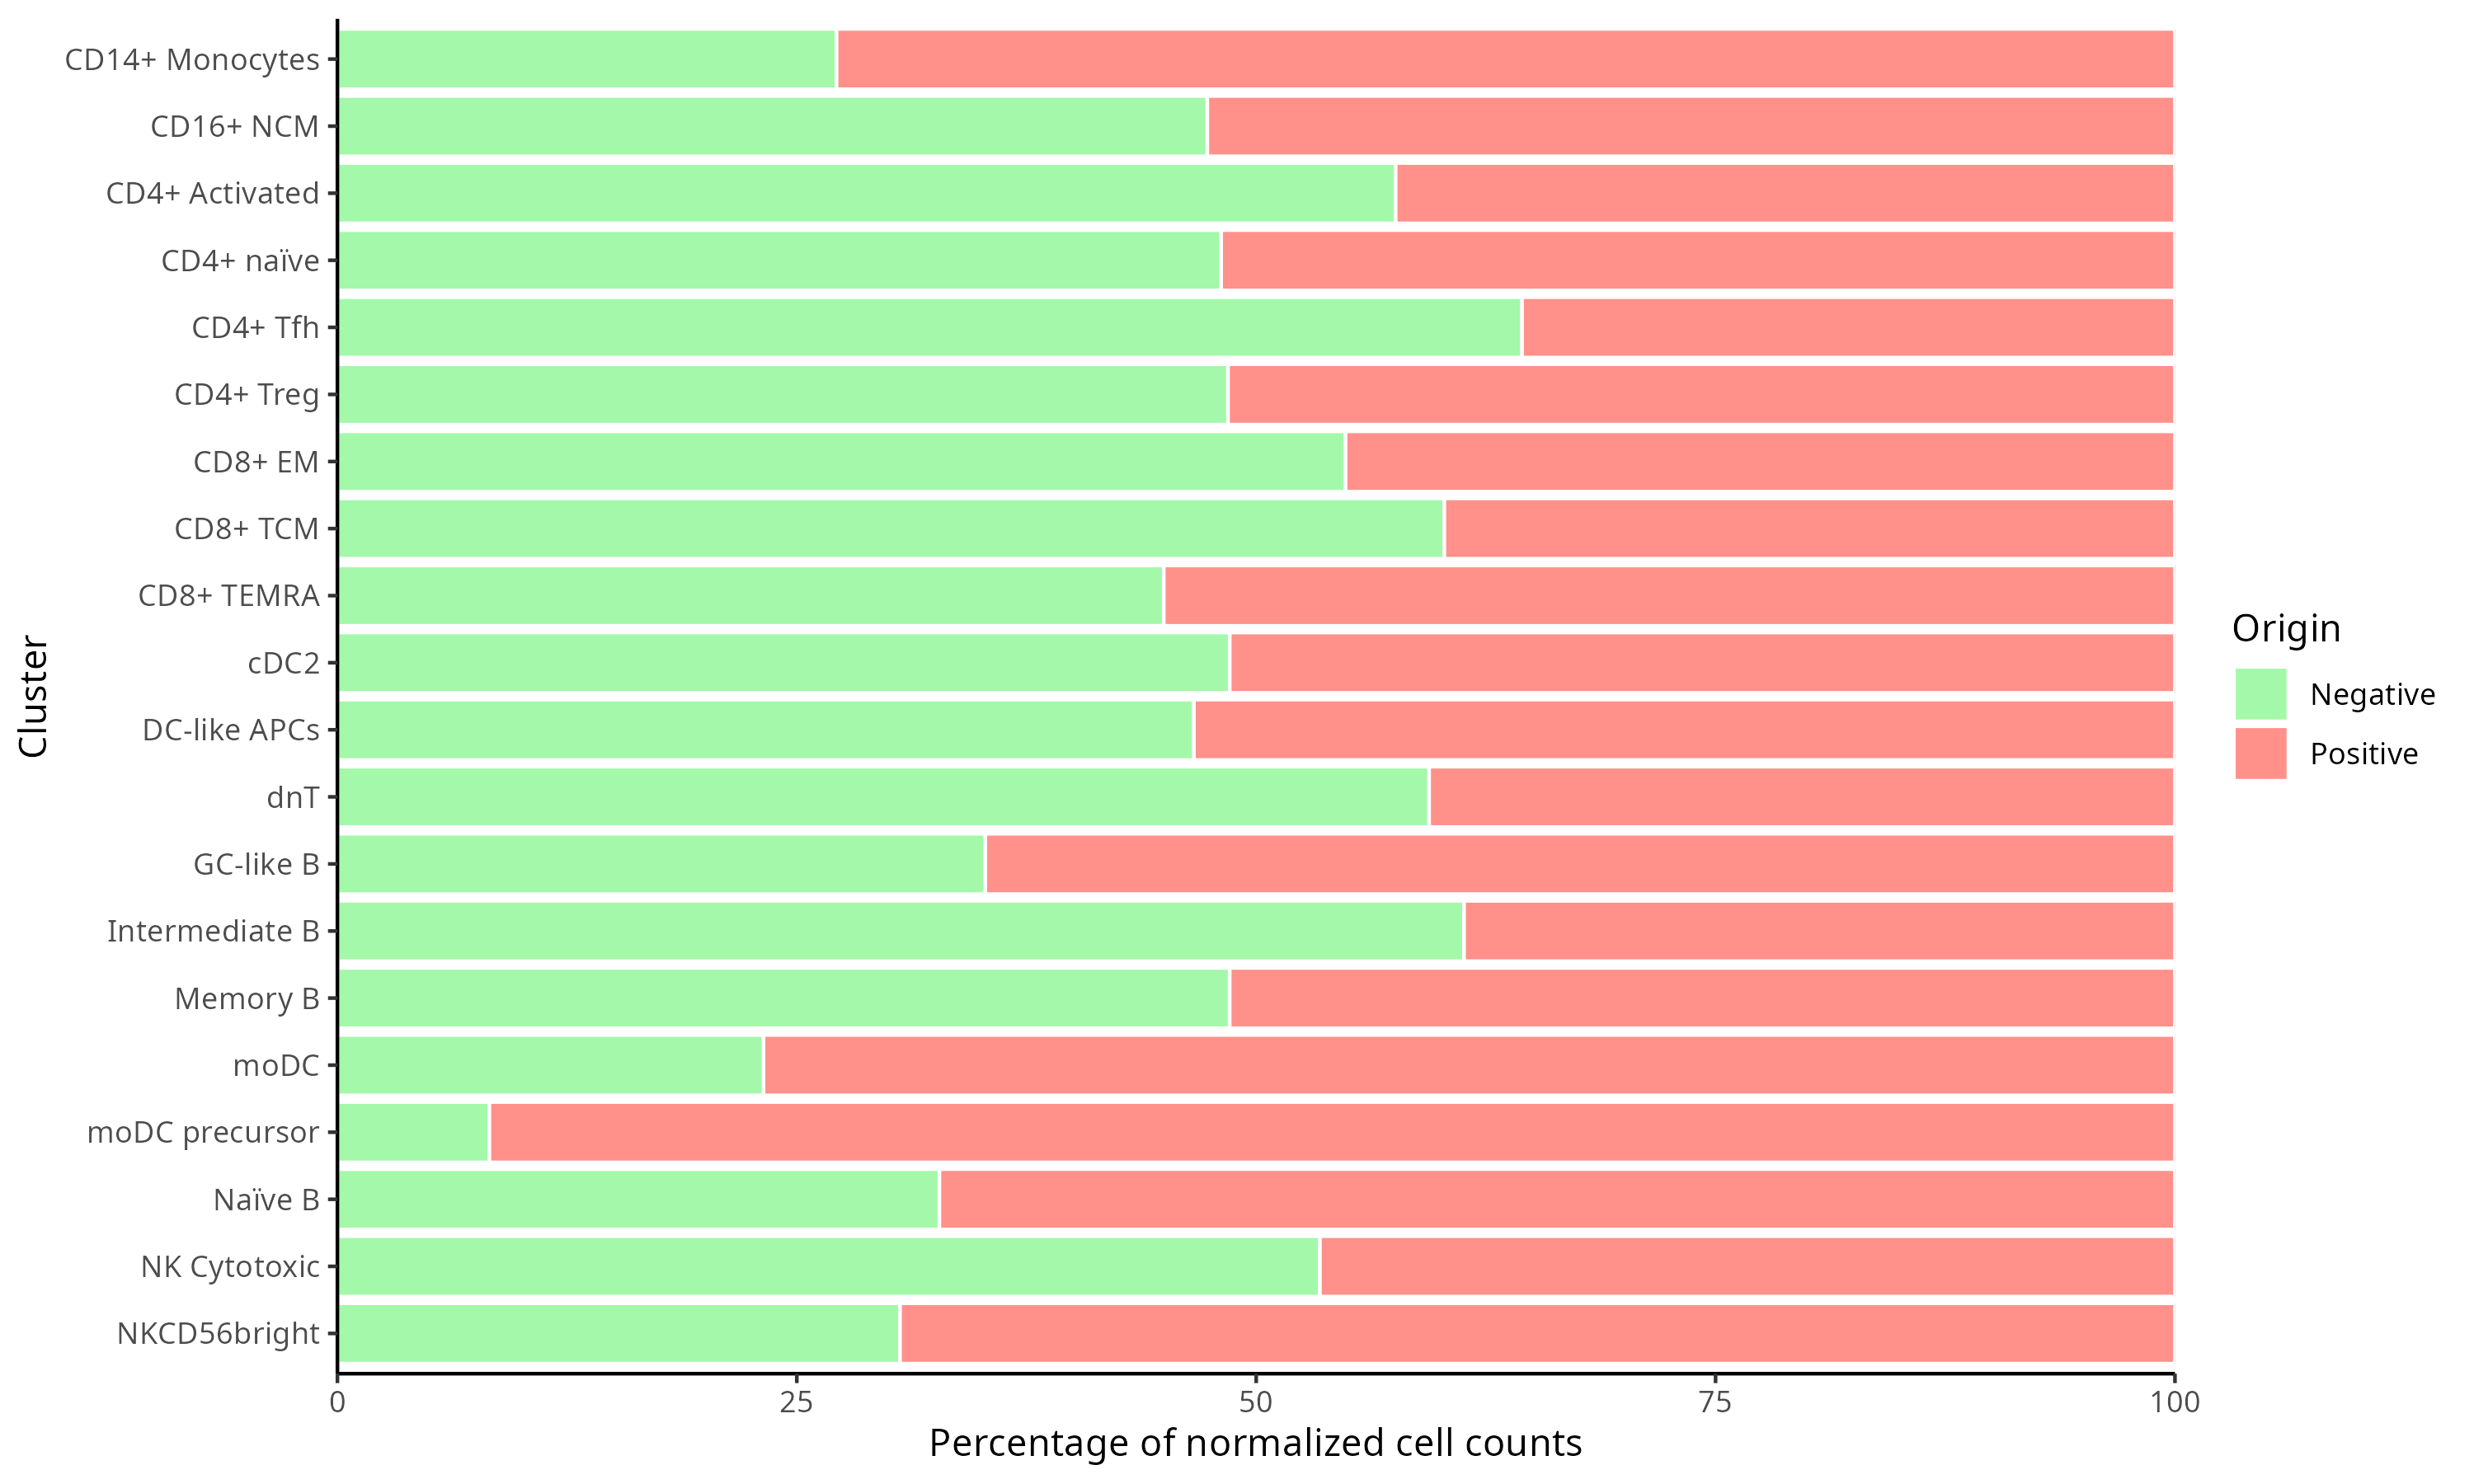 CD14+ Monocytes
CD16+ NCM
CD4+ Activated
CD4+ naïve
CD4+ Tfh
CD4+ Treg
CD8+ EM
CD8+ TCM
CD8+ TEMRA
cDC2
DC-like APCs
dnT
GC-like B
Intermediate B
Memory B
moDC
moDC precursor
Naïve B
NK Cytotoxic
NKCD56bright
Cluster
0 25 50 75 100
Percentage of normalized cell counts
Origin
Negative
Positive